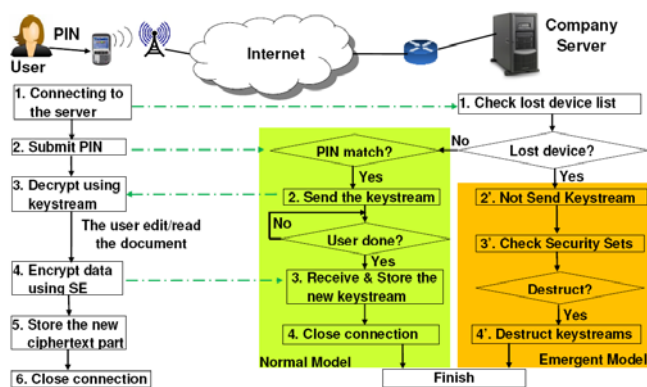 PIN
User
Internet
Company
Server
1. Connecting to
the server
2. Submit PIN
3. Decrypt using
keystream
The user edit/read
the document
4. Encrypt data
using SE
5. Store the new
ciphertext part
6. Close connection
1. Check lost device list
Lost device?
No
Yes
PIN match?
Yes
2. Send the keystream
No
User done?
Yes
3. Receive & Store the
new keystream
4. Close connection
Normal Model
2'. Not Send Keystream
3'. Check Security Sets
Destruct?
Yes
4'. Destruct keystreams
Emergent Model
Finish